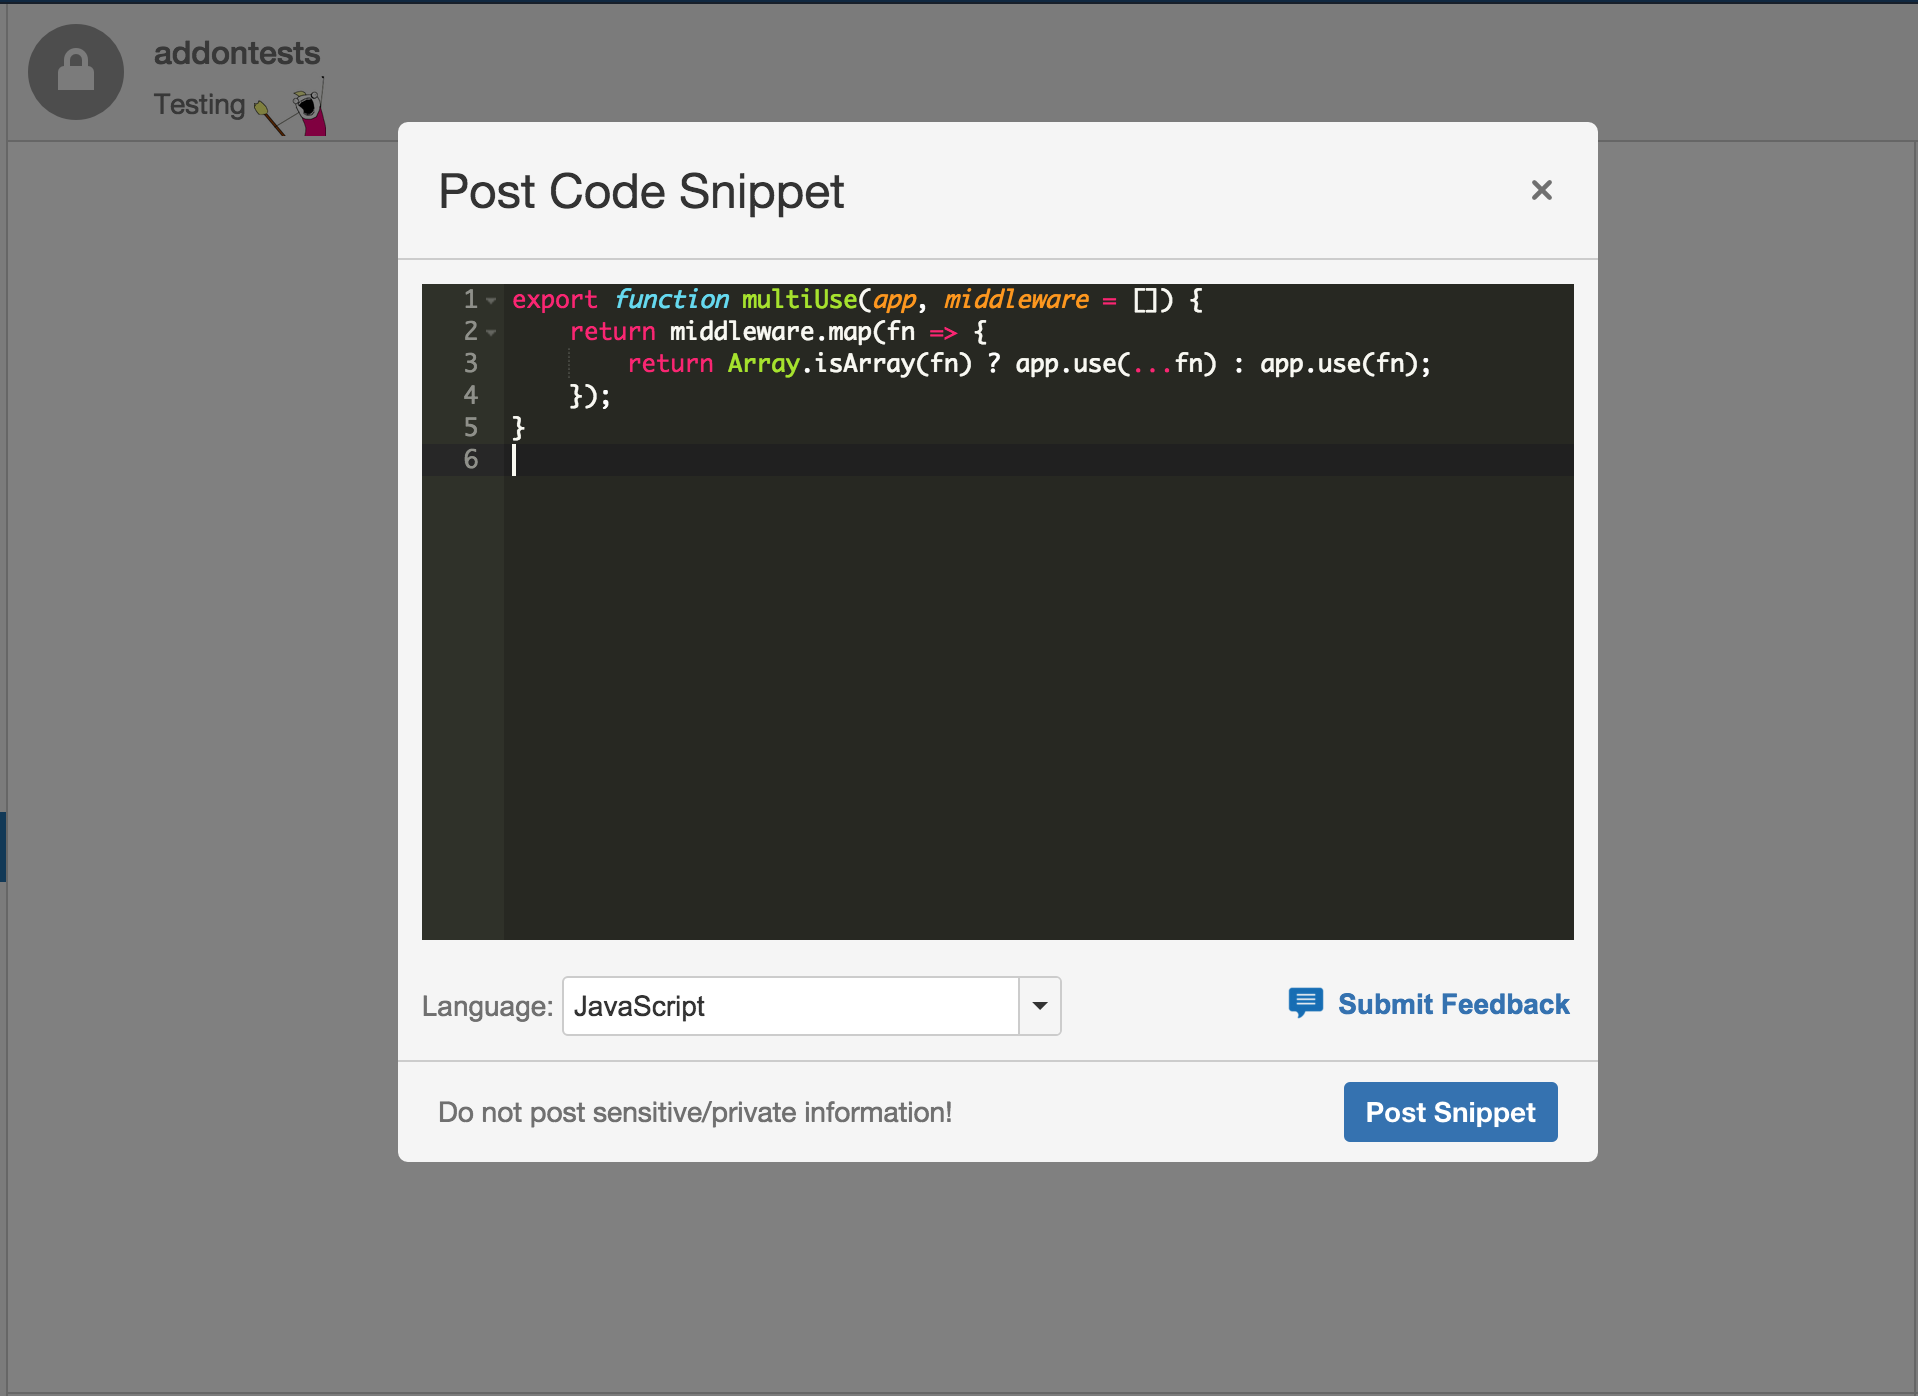 addontests
Testing
Post Code Snippet
×
1 export function multiUse(app, middleware = []) {
2     return middleware.map(fn => {
3         return Array.isArray(fn) ? app.use(...fn) : app.use(fn);
4     });
5 }
6
Language: JavaScript
Submit Feedback
Do not post sensitive/private information!
Post Snippet